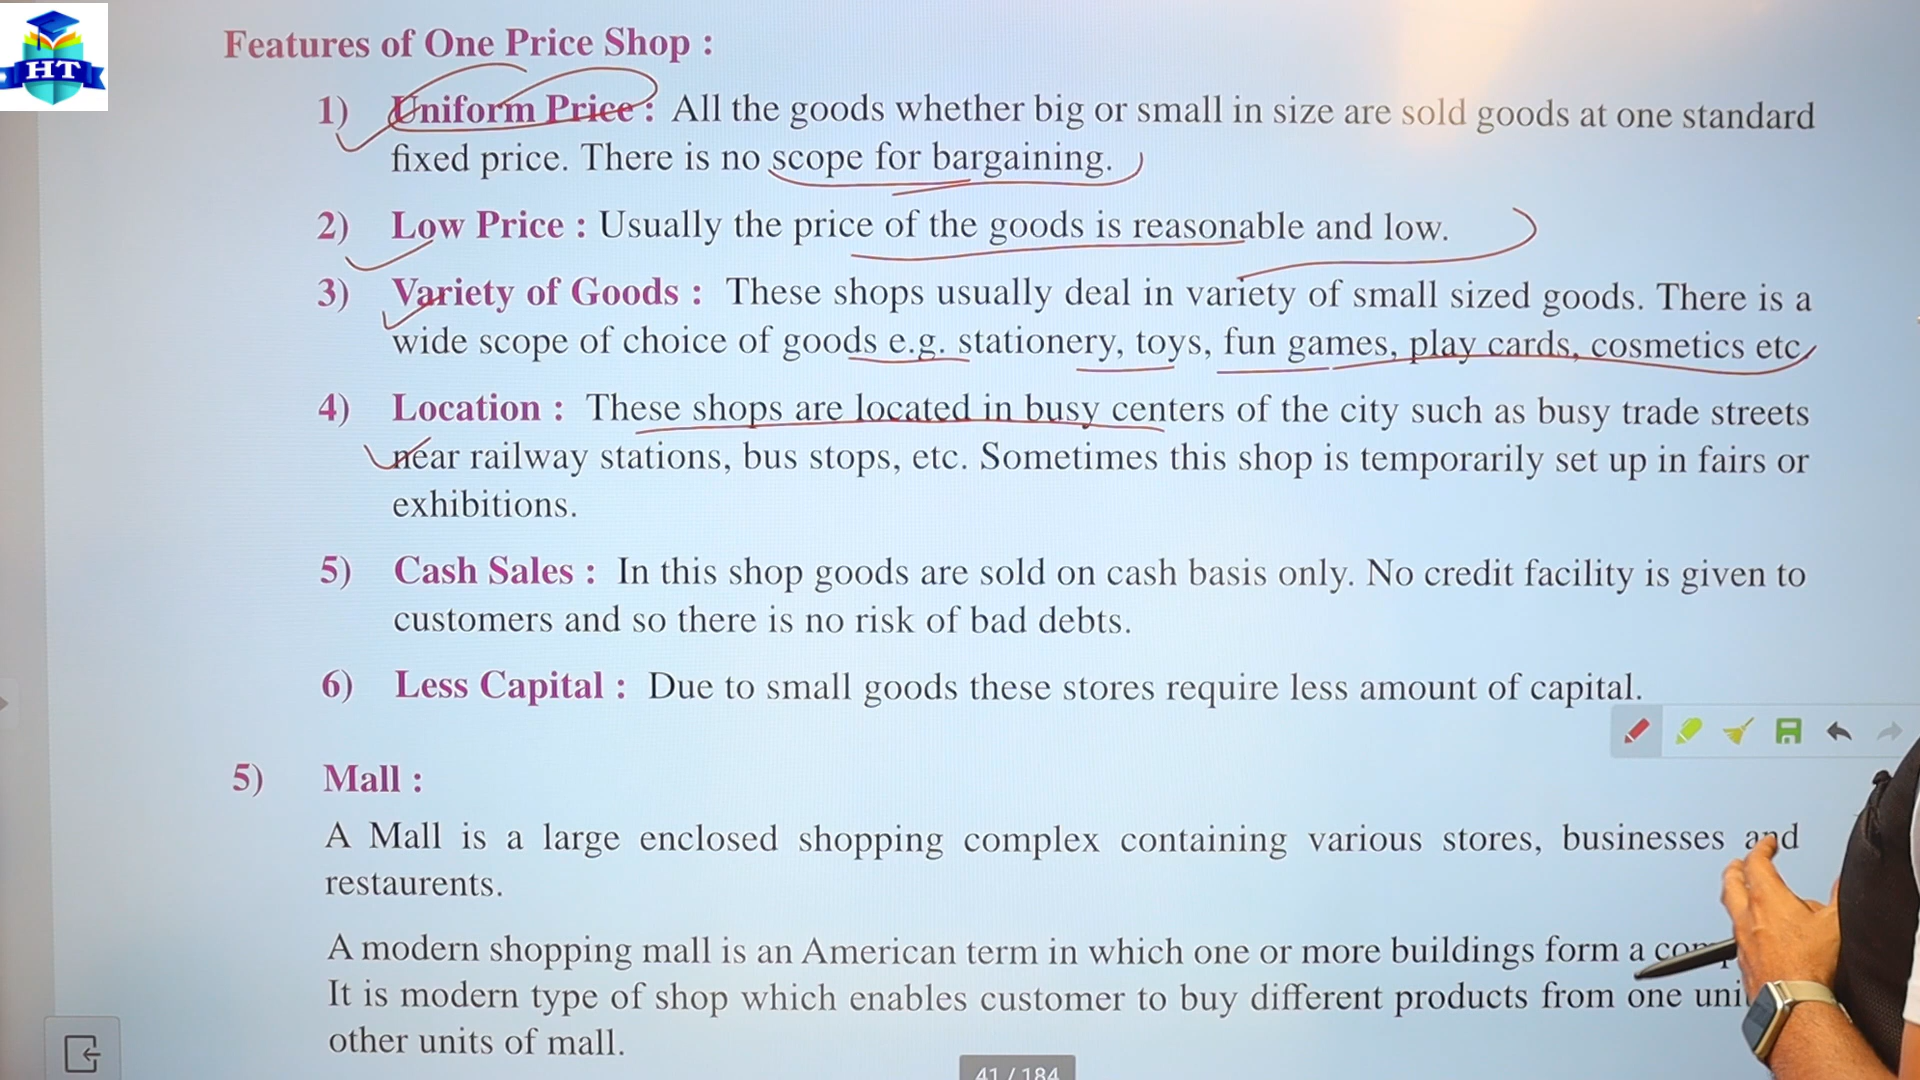 HT
Features of One Price Shop :
1) Uniform Price : All the goods whether big or small in size are sold goods at one standard
fixed price. There is no scope for bargaining.
2) Low Price : Usually the price of the goods is reasonable and low.
3) Variety of Goods : These shops usually deal in variety of small sized goods. There is a
wide scope of choice of goods e.g. stationery, toys, fun games, play cards, cosmetics etc
4) Location : These shops are located in busy centers of the city such as busy trade streets
near railway stations, bus stops, etc. Sometimes this shop is temporarily set up in fairs or
exhibitions.
5) Cash Sales : In this shop goods are sold on cash basis only. No credit facility is given to
customers and so there is no risk of bad debts.
6) Less Capital : Due to small goods these stores require less amount of capital.
5) Mall :
A Mall is a large enclosed shopping complex containing various stores, businesses and
restaurents.
A modern shopping mall is an American term in which one or more buildings form a
It is modern type of shop which enables customer to buy different products from one
other units of mall.
41 / 184